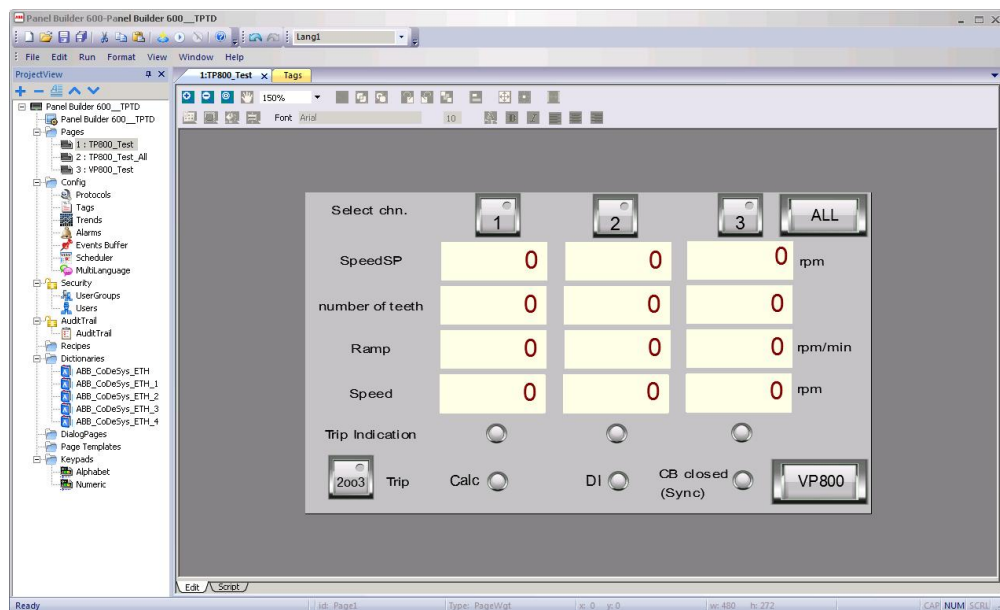 Panel Builder 600-Panel Builder 600__TPTD
Lang1
File Edit Run Format View Window Help
ProjectView
1:TP800_Test x Tags
150%
Font Arial 10
Panel Builder 600__TPTD
Panel Builder 600__TPTD
Pages
1 : TP800_Test
2 : TP800_Test_All
3 : VP800_Test
Config
Protocols
Tags
Trends
Alarms
Events Buffer
Scheduler
MultiLanguage
Security
UserGroups
Users
AuditTrail
AuditTrail
Recipes
Dictionaries
ABB_CoDeSys_ETH
ABB_CoDeSys_ETH_1
ABB_CoDeSys_ETH_2
ABB_CoDeSys_ETH_3
ABB_CoDeSys_ETH_4
DialogPages
Page Templates
Keypads
Alphabet
Numeric
Select chn. 1 2 3 ALL
SpeedSP 0 0 0 rpm
number of teeth 0 0 0
Ramp 0 0 0 rpm/min
Speed 0 0 0 rpm
Trip Indication
2oo3 Trip Calc DI CB closed (Sync) VP800
Edit Script
Ready id: Page1 Type: PageWgt x: 0 y: 0 w: 480 h: 272 CAP NUM SCRL